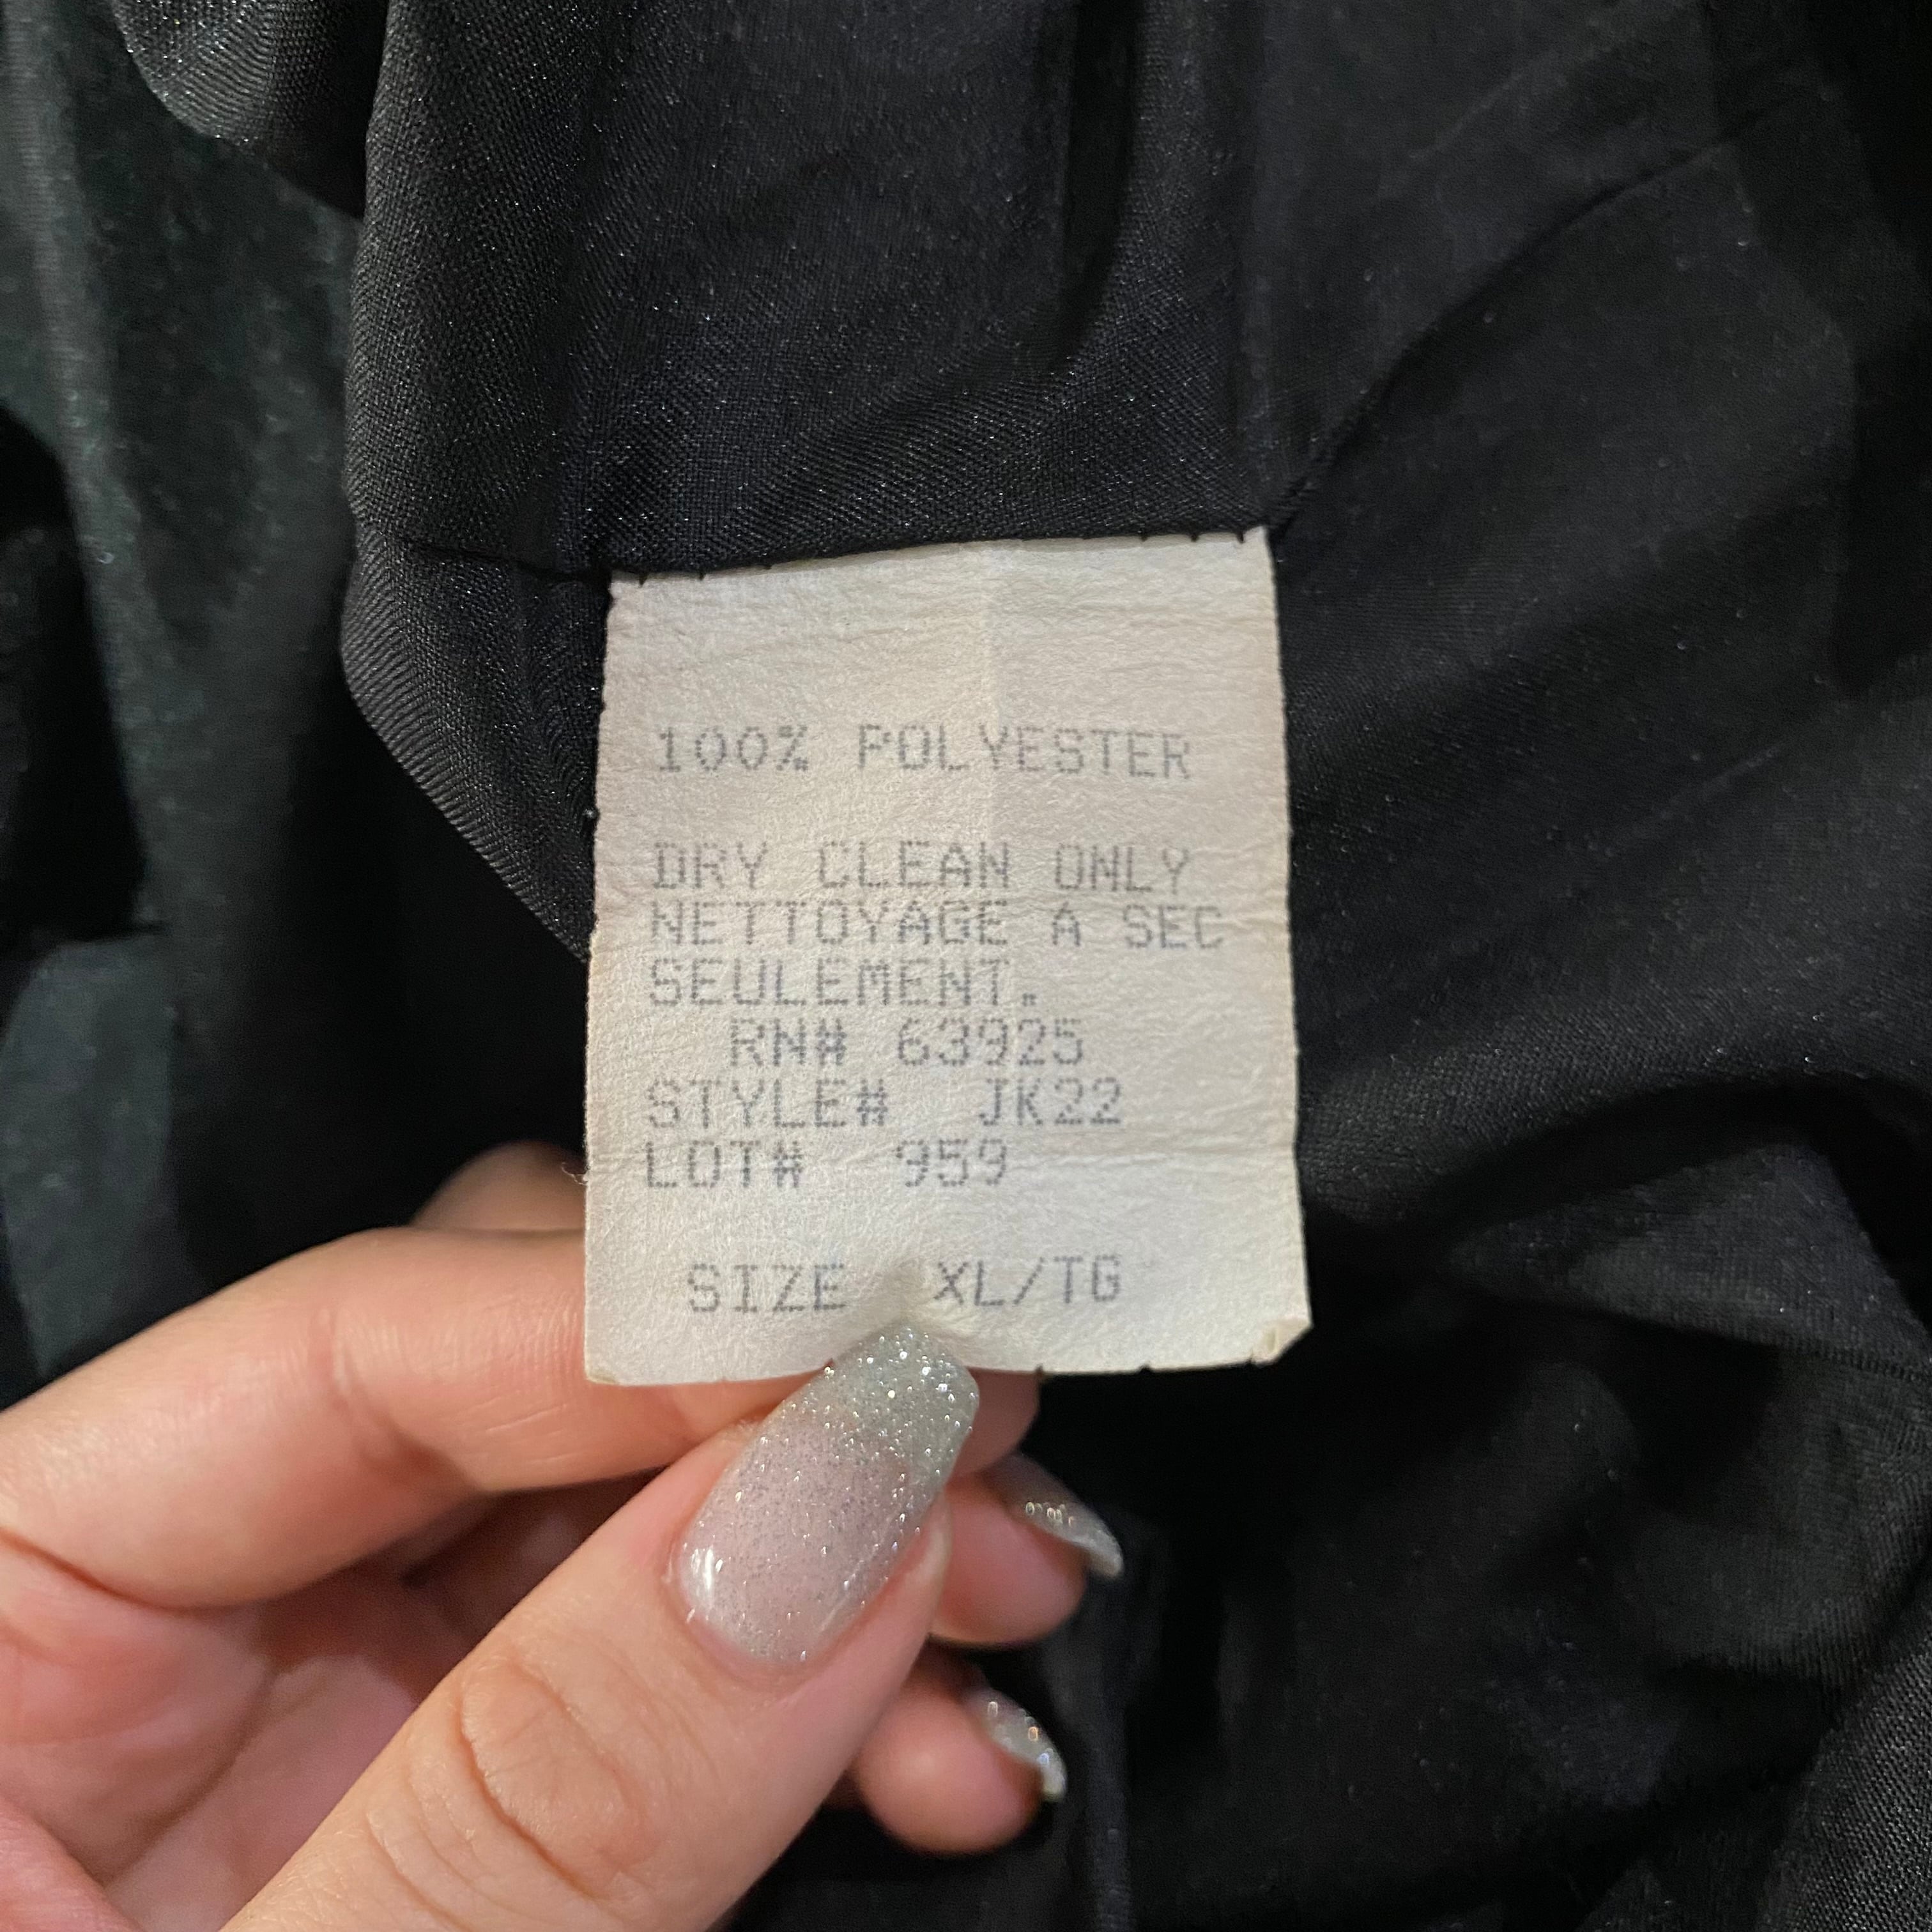 100% POLYESTER
DRY CLEAN ONLY
NETTOYAGE A SEC
SEULEMENT.
RN# 63925
STYLE# JK22
LOT# 959
SIZE XL/TG